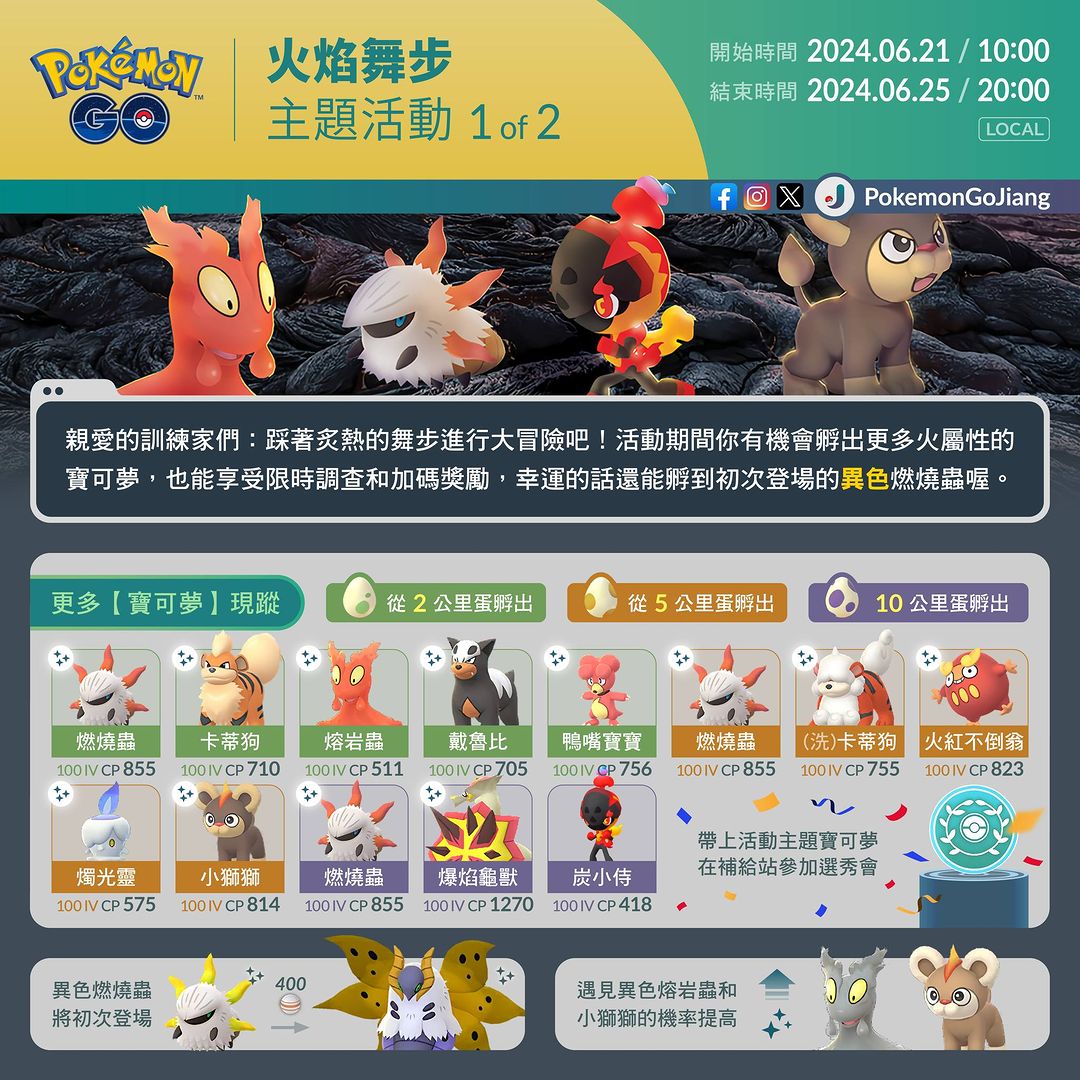 POKÉMON
GO
TM
火焰舞步
主題活動 1 of 2
開始時間 2024.06.21 / 10:00
結束時間 2024.06.25 / 20:00
LOCAL
PokemonGoJiang
親愛的訓練家們：踩著炙熱的舞步進行大冒險吧！活動期間你有機會孵出更多火屬性的
寶可夢，也能享受限時調查和加碼獎勵，幸運的話還能孵到初次登場的異色燃燒蟲喔。
更多【寶可夢】現蹤
從 2 公里蛋孵出
從 5 公里蛋孵出
10 公里蛋孵出
燃燒蟲 卡蒂狗 熔岩蟲 戴魯比 鴨嘴寶寶 燃燒蟲 (洗)卡蒂狗 火紅不倒翁
100 IV CP 855 100 IV CP 710 100 IV CP 511 100 IV CP 705 100 IV CP 756 100 IV CP 855 100 IV CP 755 100 IV CP 823
燭光靈 小獅獅 燃燒蟲 爆焰龜獸 炭小侍
100 IV CP 575 100 IV CP 814 100 IV CP 855 100 IV CP 1270 100 IV CP 418
帶上活動主題寶可夢
在補給站參加選秀會
異色燃燒蟲
將初次登場
400
遇見異色熔岩蟲和
小獅獅的機率提高